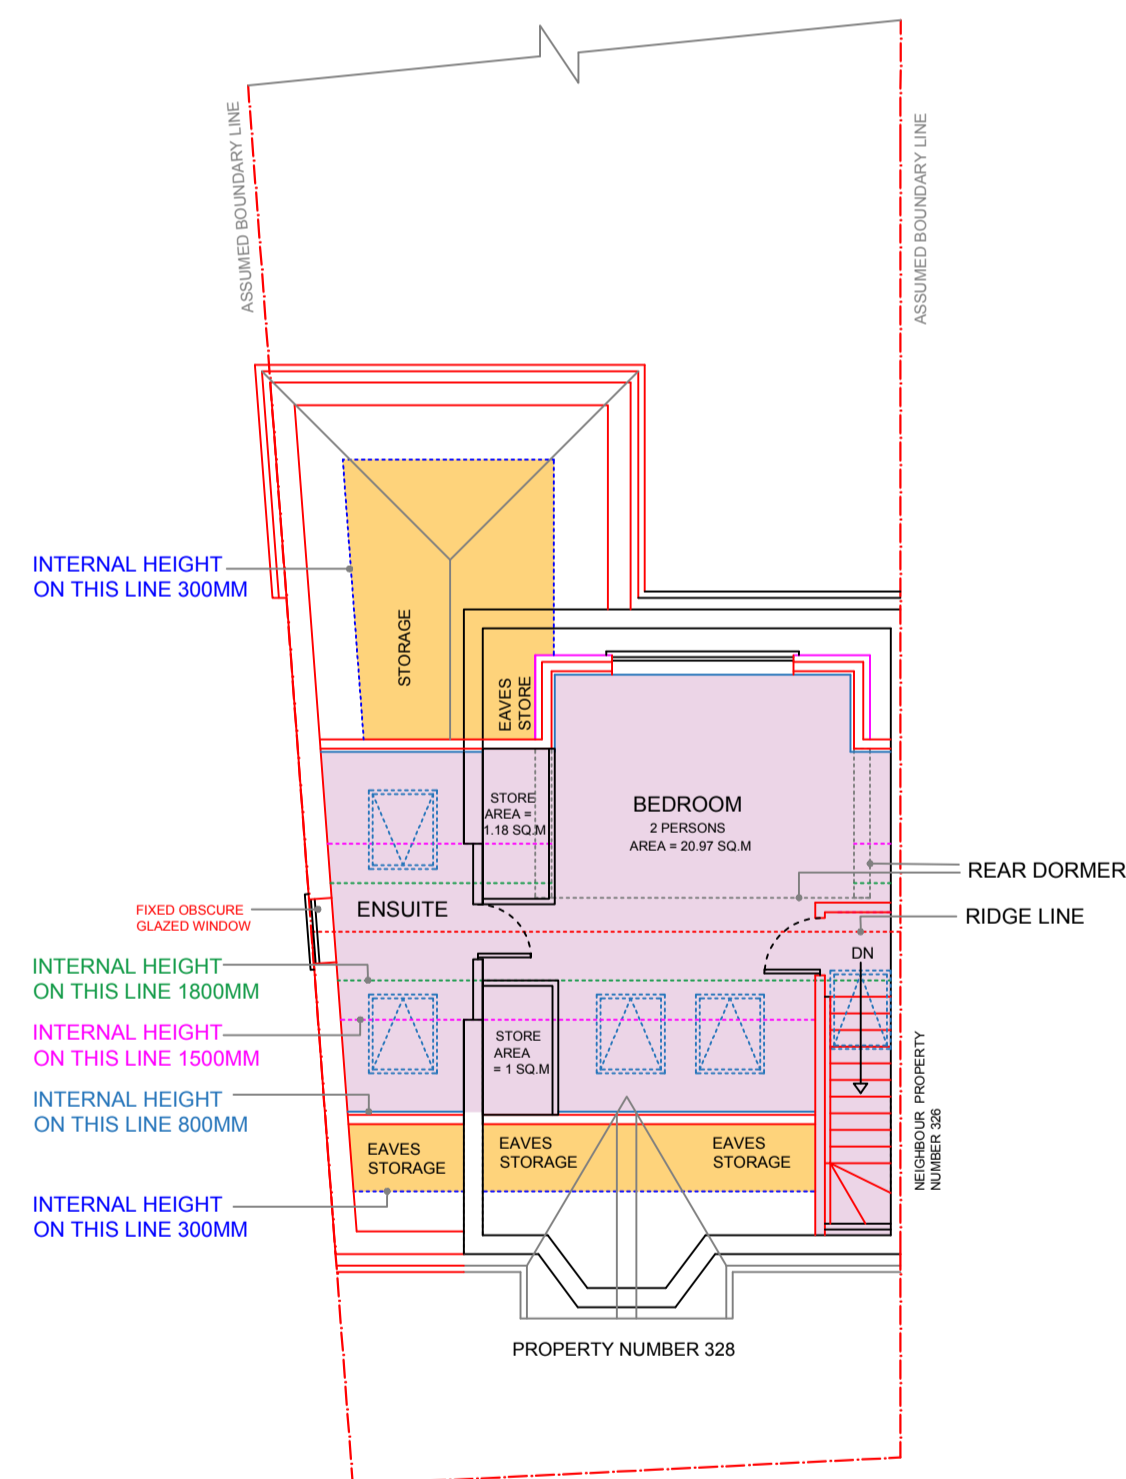 ASSUMED BOUNDARY LINE
ASSUMED BOUNDARY LINE
INTERNAL HEIGHT
ON THIS LINE 300MM
STORAGE
EAVES
STORE
STORE
AREA =
1.18 SQ.M
BEDROOM
2 PERSONS
AREA = 20.97 SQ.M
REAR DORMER
FIXED OBSCURE
GLAZED WINDOW
ENSUITE
RIDGE LINE
DN
INTERNAL HEIGHT
ON THIS LINE 1800MM
INTERNAL HEIGHT
ON THIS LINE 1500MM
STORE
AREA
= 1 SQ.M
INTERNAL HEIGHT
ON THIS LINE 800MM
NEIGHBOUR PROPERTY
NUMBER 326
EAVES
STORAGE
EAVES
STORAGE
EAVES
STORAGE
INTERNAL HEIGHT
ON THIS LINE 300MM
PROPERTY NUMBER 328